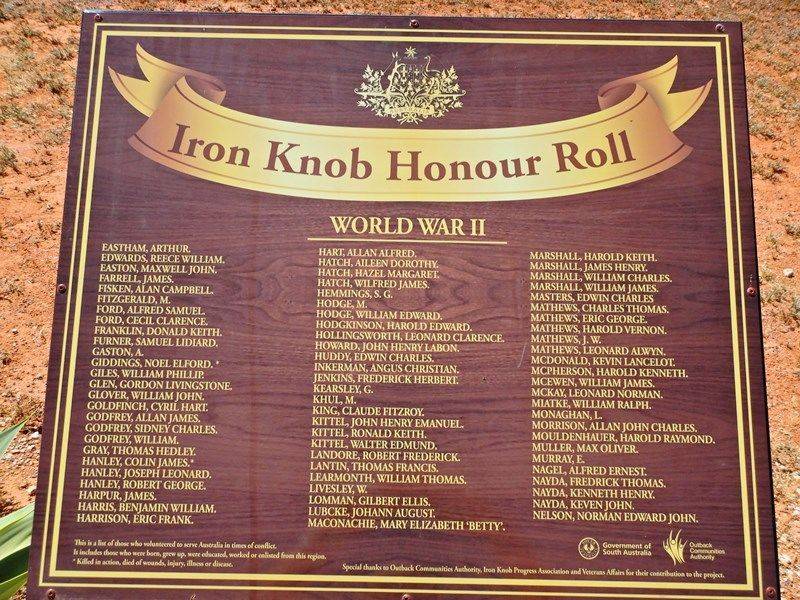 Iron Knob Honour Roll
WORLD WAR II
EASTHAM, ARTHUR.
EDWARDS, REECE WILLIAM.
EASTON, MAXWELL JOHN.
FARRELL, JAMES.
FISKEN, ALAN CAMPBELL.
FITZGERALD, M.
FORD, ALFRED SAMUEL.
FORD, CECIL CLARENCE.
FRANKLIN, DONALD KEITH.
FURNER, SAMUEL LIDIARD.
GASTON, A.
GIDDINGS, NOEL ELFORD. *
GILES, WILLIAM PHILLIP.
GLEN, GORDON LIVINGSTONE.
GLOVER, WILLIAM JOHN.
GOLDFINCH, CYRIL HART.
GODFREY, ALLAN JAMES.
GODFREY, SIDNEY CHARLES.
GODFREY, WILLIAM.
GRAY, THOMAS HEDLEY.
HANLEY, COLIN JAMES.*
HANLEY, JOSEPH LEONARD.
HANLEY, ROBERT GEORGE.
HARPUR, JAMES.
HARRIS, BENJAMIN WILLIAM.
HARRISON, ERIC FRANK.
HART, ALLAN ALFRED.
HATCH, AILEEN DOROTHY.
HATCH, HAZEL MARGARET.
HATCH, WILFRED JAMES.
HEMMINGS, S. G.
HODGE, M.
HODGE, WILLIAM EDWARD.
HODGKINSON, HAROLD EDWARD.
HOLLINGSWORTH, LEONARD CLARENCE.
HOWARD, JOHN HENRY LABON.
HUDDY, EDWIN CHARLES.
INKERMAN, ANGUS CHRISTIAN.
JENKINS, FREDERICK HERBERT.
KEARSLEY, G.
KHUL, M.
KING, CLAUDE FITZROY.
KITTEL, JOHN HENRY EMANUEL.
KITTEL, RONALD KEITH.
KITTEL, WALTER EDMUND.
LANDORE, ROBERT FREDERICK.
LANTIN, THOMAS FRANCIS.
LEARMONTH, WILLIAM THOMAS.
LIVESLEY, W.
LOMMAN, GILBERT ELLIS.
LUBCKE, JOHANN AUGUST.
MACONACHIE, MARY ELIZABETH ‘BETTY’.
MARSHALL, HAROLD KEITH.
MARSHALL, JAMES HENRY.
MARSHALL, WILLIAM CHARLES.
MARSHALL, WILLIAM JAMES.
MASTERS, EDWIN CHARLES
MATHEWS, CHARLES THOMAS.
MATHEWS, ERIC GEORGE.
MATHEWS, HAROLD VERNON.
MATHEWS, J. W.
MATHEWS, LEONARD ALWYN.
MCDONALD, KEVIN LANCELOT.
MCPHERSON, HAROLD KENNETH.
MCEWEN, WILLIAM JAMES.
MCKAY, LEONARD NORMAN.
MIATKE, WILLIAM RALPH.
MONAGHAN, L.
MORRISON, ALLAN JOHN CHARLES.
MOULDENHAUER, HAROLD RAYMOND.
MULLER, MAX OLIVER.
MURRAY, E.
NAGEL, ALFRED ERNEST.
NAYDA, FREDRICK THOMAS.
NAYDA, KENNETH HENRY.
NAYDA, KEVEN JOHN.
NELSON, NORMAN EDWARD JOHN.
This is a list of those who volunteered to serve Australia in times of conflict.
It includes those who were born, grew up, were educated, worked or enlisted from this region.
* Killed in action, died of wounds, injury, illness or disease.
Government of
South Australia
Outback
Communities
Authority
Special thanks to Outback Communities Authority, Iron Knob Progress Association and Veterans Affairs for their contribution to the project.